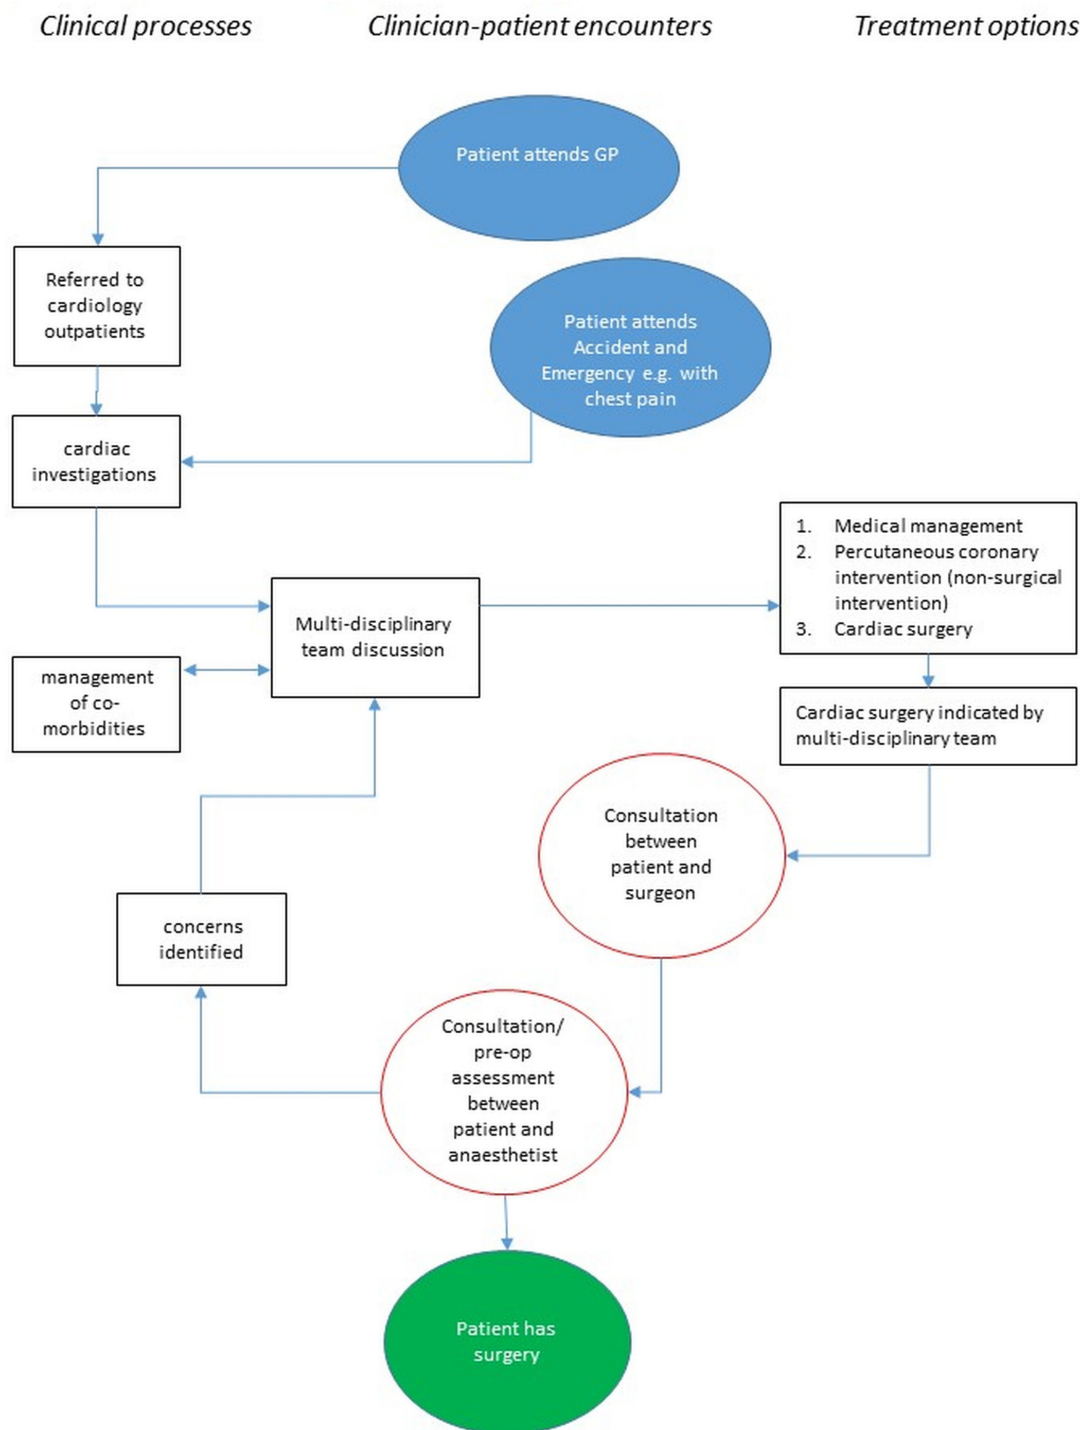 Clinical processes
Clinician-patient encounters
Treatment options
Patient attends GP
Referred to
cardiology
outpatients
Patient attends
Accident and
Emergency e.g. with
chest pain
cardiac
investigations
1. Medical management
2. Percutaneous coronary
intervention (non-surgical
intervention)
3. Cardiac surgery
Multi-disciplinary
team discussion
management
of co-
morbidities
Cardiac surgery indicated by
multi-disciplinary team
Consultation
between
patient and
surgeon
concerns
identified
Consultation/
pre-op
assessment
between
patient and
anaesthetist
Patient has
surgery